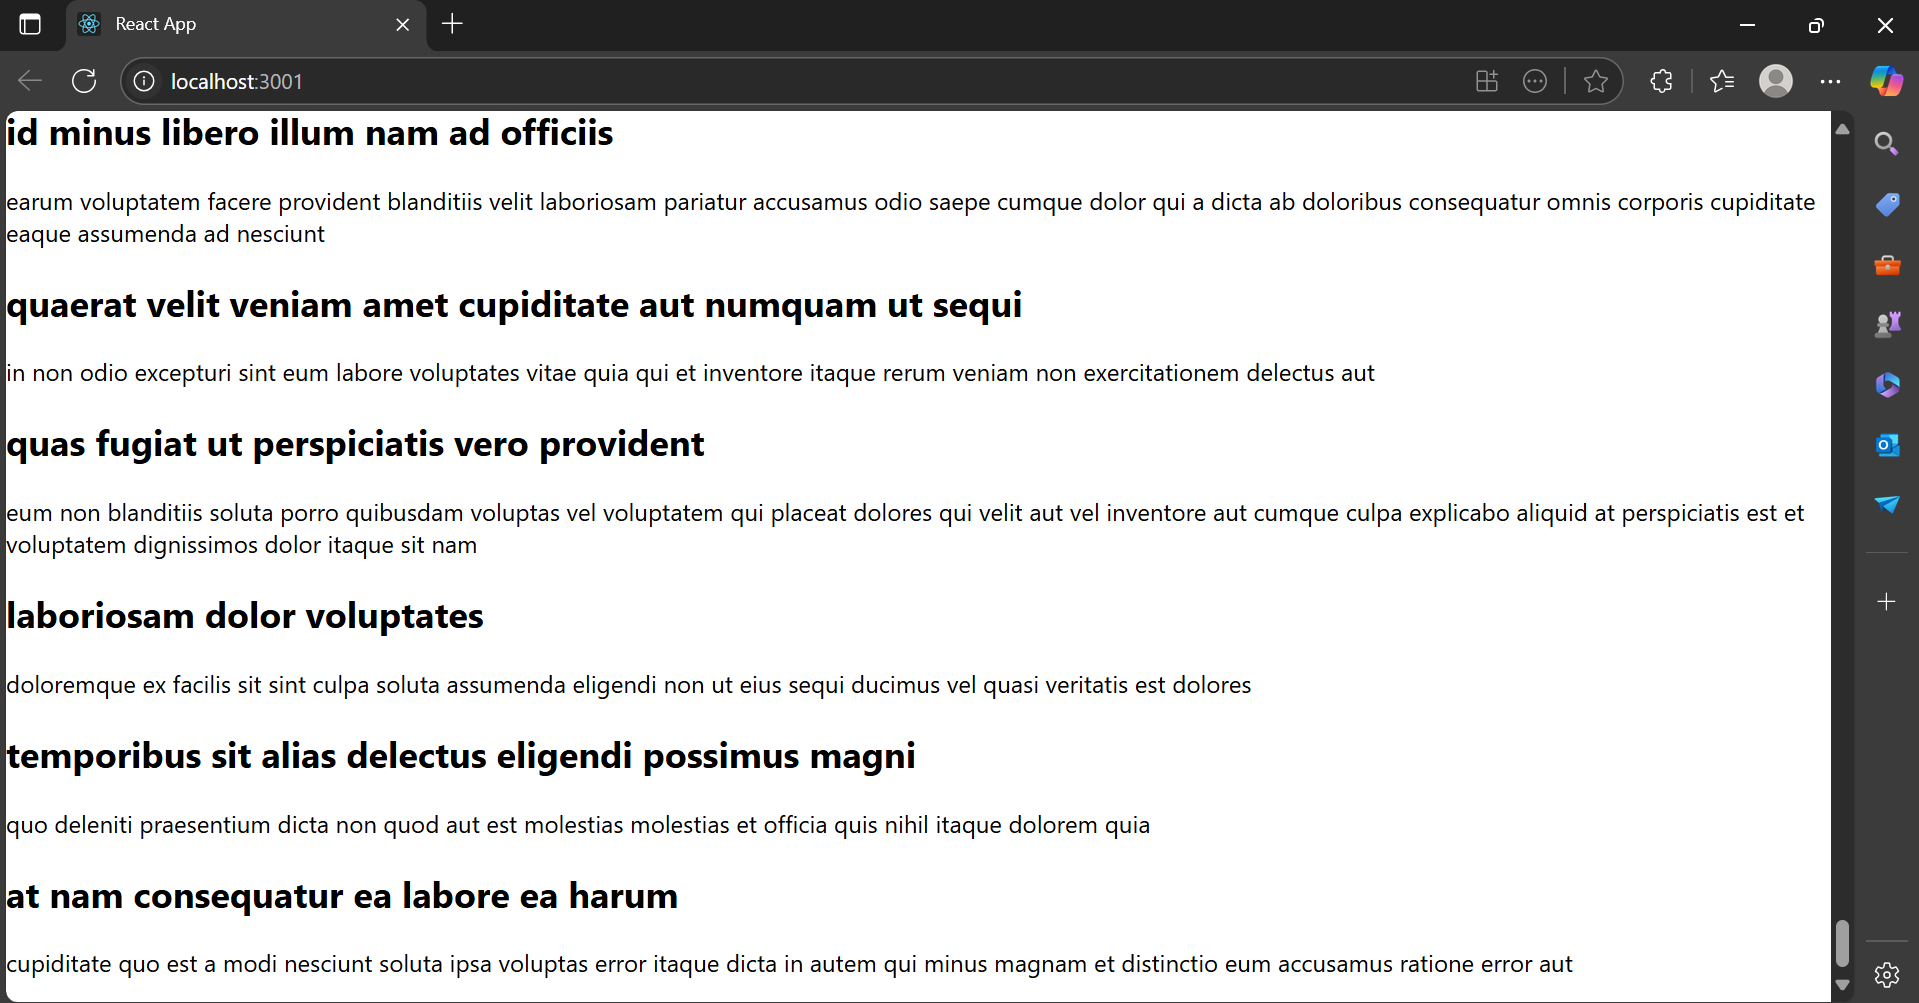 React App
localhost:3001
id minus libero illum nam ad officiis
earum voluptatem facere provident blanditiis velit laboriosam pariatur accusamus odio saepe cumque dolor qui a dicta ab doloribus consequatur omnis corporis cupiditate
eaque assumenda ad nesciunt
quaerat velit veniam amet cupiditate aut numquam ut sequi
in non odio excepturi sint eum labore voluptates vitae quia qui et inventore itaque rerum veniam non exercitationem delectus aut
quas fugiat ut perspiciatis vero provident
eum non blanditiis soluta porro quibusdam voluptas vel voluptatem qui placeat dolores qui velit aut vel inventore aut cumque culpa explicabo aliquid at perspiciatis est et
voluptatem dignissimos dolor itaque sit nam
laboriosam dolor voluptates
doloremque ex facilis sit sint culpa soluta assumenda eligendi non ut eius sequi ducimus vel quasi veritatis est dolores
temporibus sit alias delectus eligendi possimus magni
quo deleniti praesentium dicta non quod aut est molestias molestias et officia quis nihil itaque dolorem quia
at nam consequatur ea labore ea harum
cupiditate quo est a modi nesciunt soluta ipsa voluptas error itaque dicta in autem qui minus magnam et distinctio eum accusamus ratione error aut